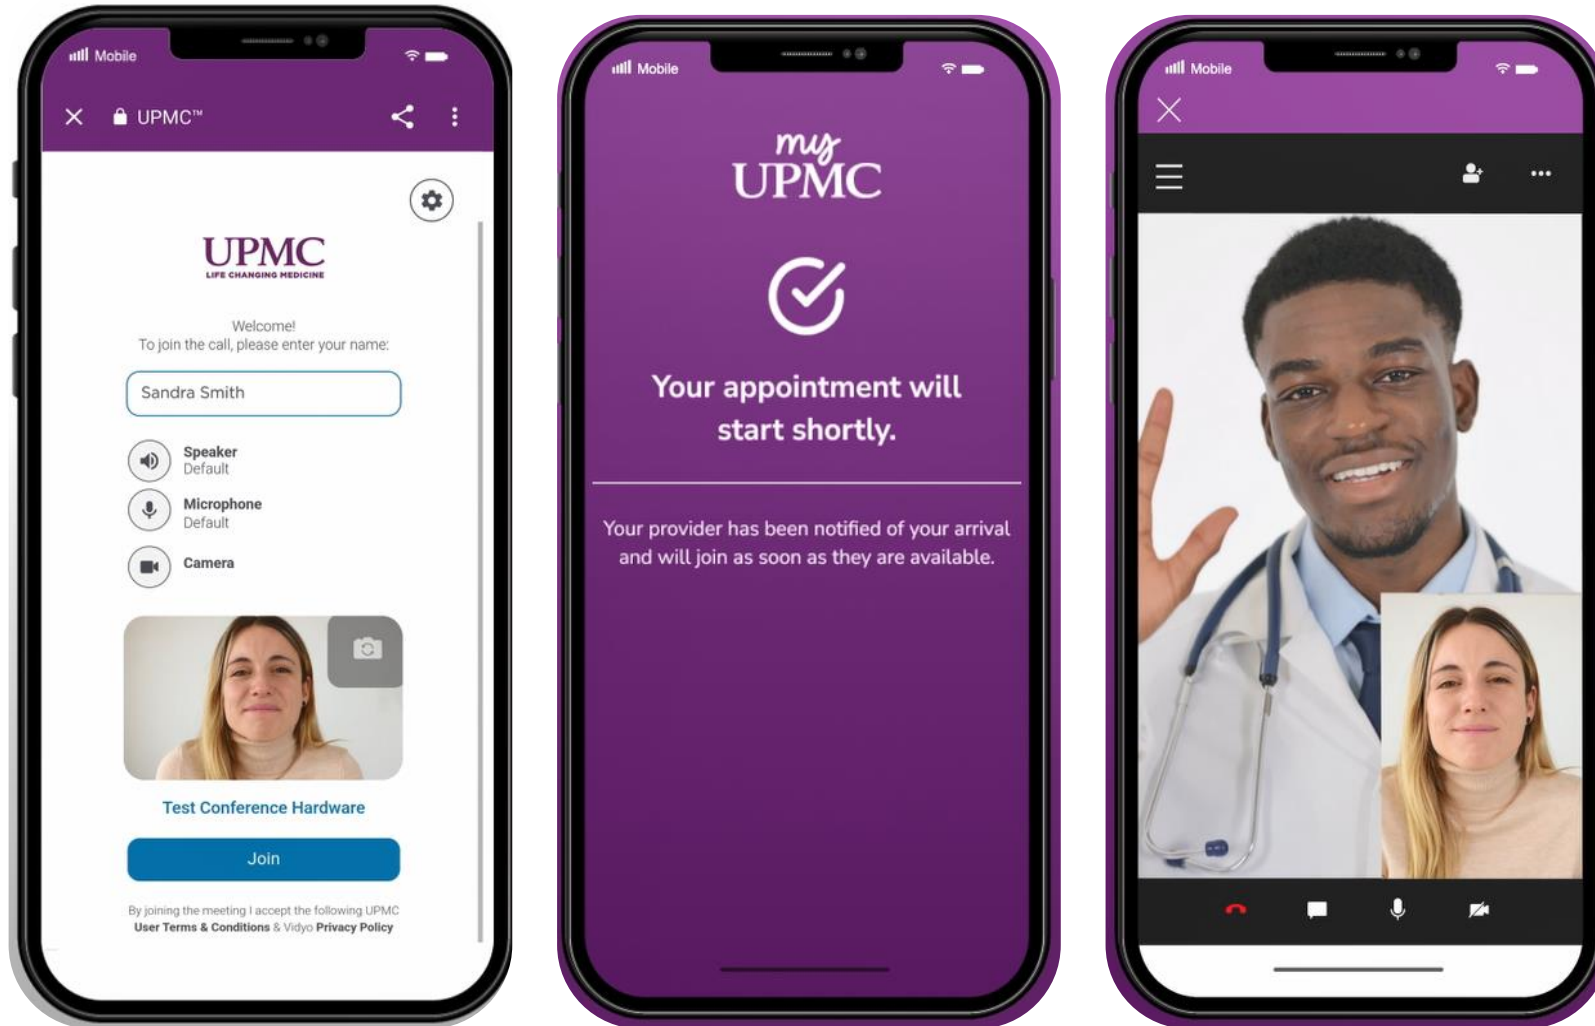 Mobile
UPMC™
UPMC
LIFE CHANGING MEDICINE
Welcome!
To join the call, please enter your name:
Sandra Smith
Speaker
Default
Microphone
Default
Camera
Test Conference Hardware
Join
By joining the meeting I accept the following UPMC
User Terms & Conditions & Vidyo Privacy Policy
Mobile
my
UPMC
Your appointment will
start shortly.
Your provider has been notified of your arrival
and will join as soon as they are available.
Mobile